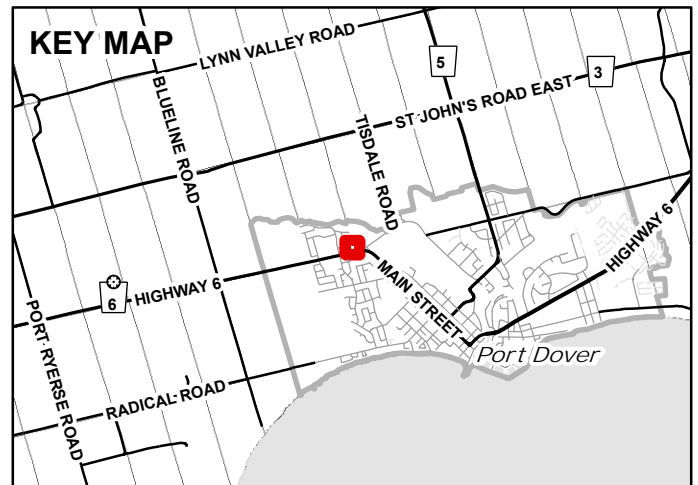 KEY MAP
LYNN VALLEY ROAD
5
3
BLUELINE ROAD
TISDALE ROAD
ST JOHN'S ROAD EAST
HIGHWAY 6
6
HIGHWAY 6
MAIN STREET
PORT RYERSE ROAD
Port Dover
RADICAL ROAD